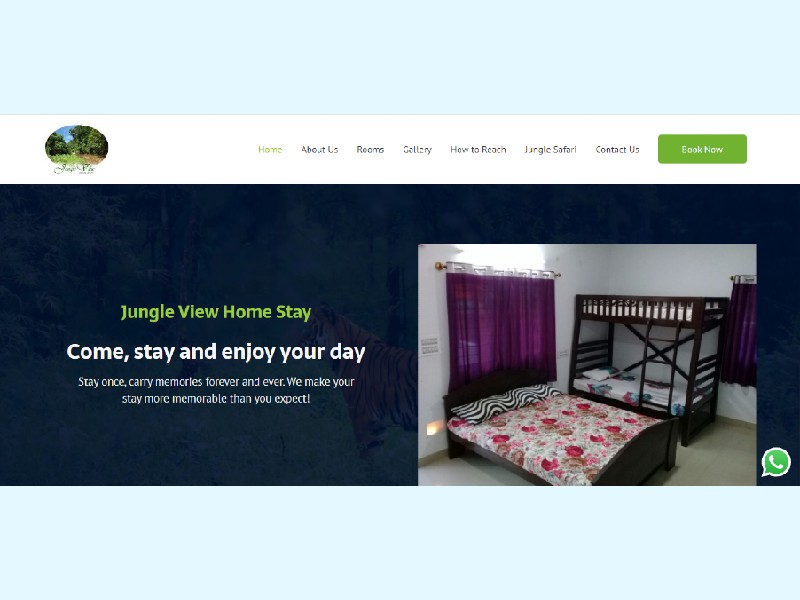 Jungle View
Home
About Us
Rooms
Gallery
How to Reach
Jungle Safari
Contact Us
Book Now
Jungle View Home Stay
Come, stay and enjoy your day
Stay once, carry memories forever and ever. We make your
stay more memorable than you expect!